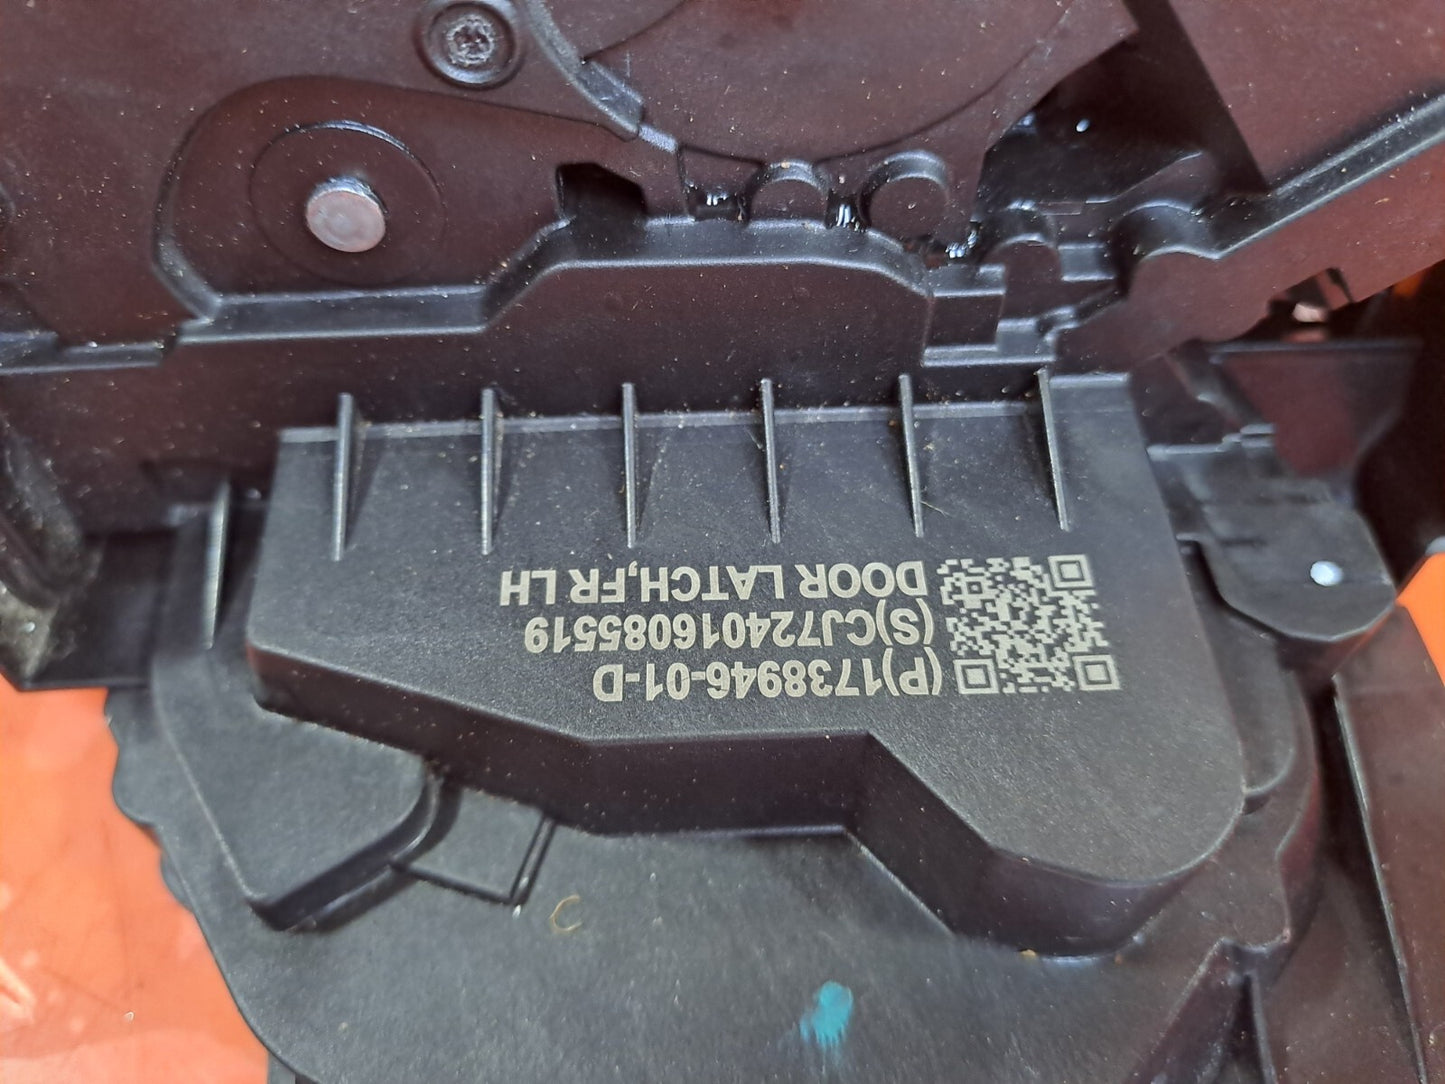 (P)1738946-01-D
(S)CJ724016085519
DOOR LATCH,FR LH